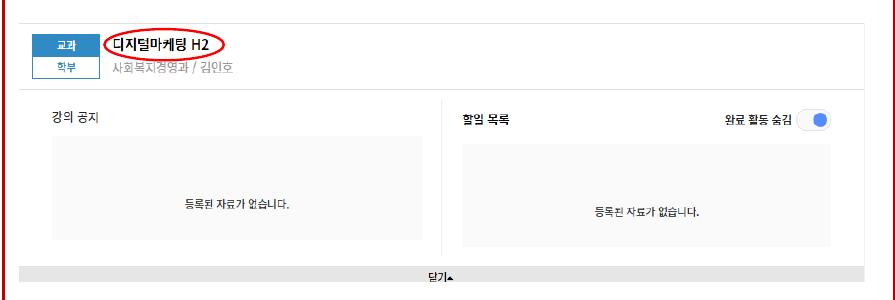 교과
디지털마케팅 H2
학부
사회복지경영과 / 김인호
강의 공지
할일 목록
완료 활동 숨김
등록된 자료가 없습니다.
등록된 자료가 없습니다.
닫기▲